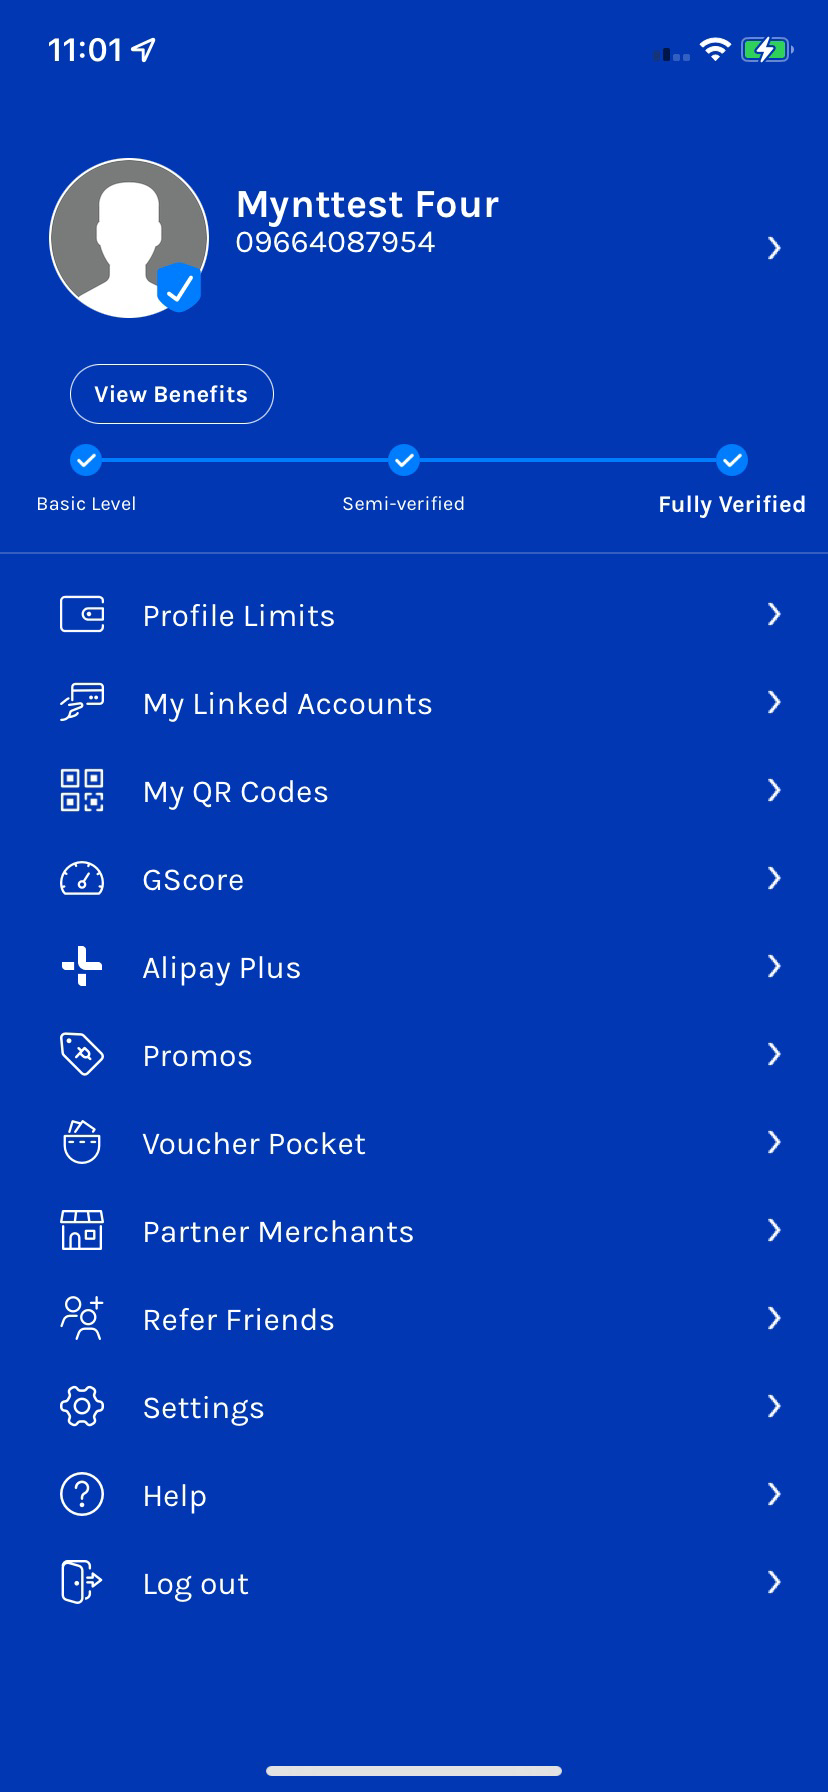 11:01
Mynttest Four
09664087954
View Benefits
Basic Level
Semi-verified
Fully Verified
Profile Limits
My Linked Accounts
My QR Codes
GScore
Alipay Plus
Promos
Voucher Pocket
Partner Merchants
Refer Friends
Settings
Help
Log out